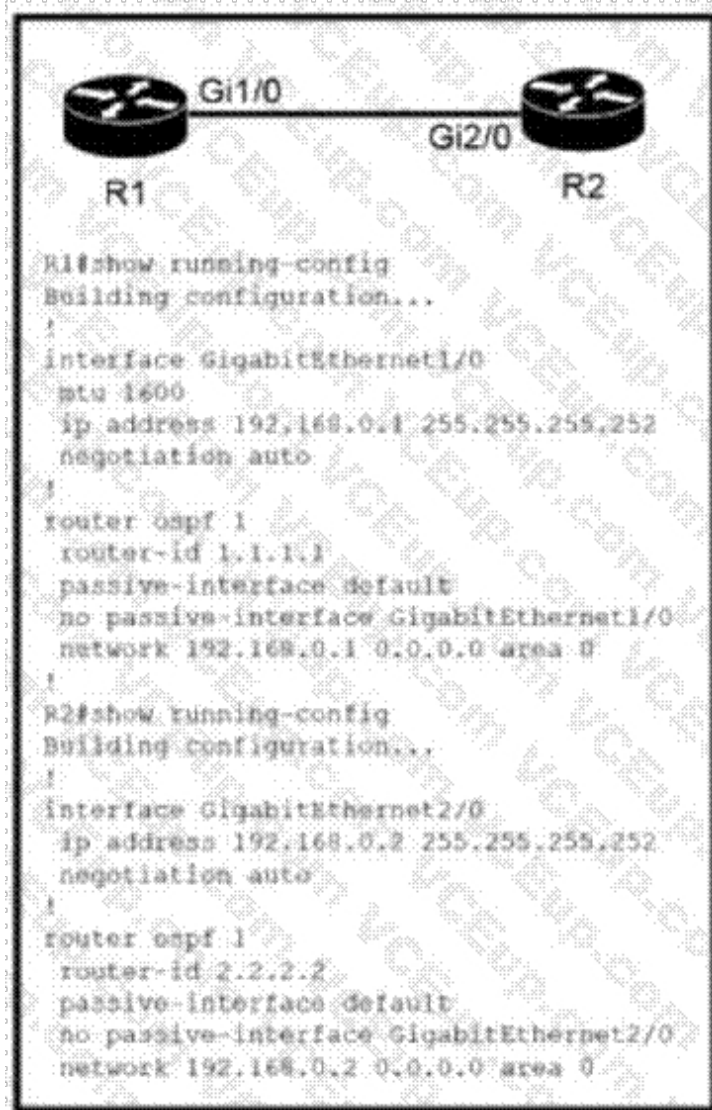 Gi1/0
Gi2/0
R1
R2
R1#show running-config
Building configuration...
!
interface GigabitEthernet1/0
mtu 1600
ip address 192.168.0.1 255.255.255.252
negotiation auto
!
router ospf 1
router-id 1.1.1.1
passive-interface default
no passive-interface GigabitEthernet1/0
network 192.168.0.1 0.0.0.0 area 0
!
R2#show running-config
Building configuration...
!
interface GigabitEthernet2/0
ip address 192.168.0.2 255.255.255.252
negotiation auto
!
router ospf 1
router-id 2.2.2.2
passive-interface default
no passive-interface GigabitEthernet2/0
network 192.168.0.2 0.0.0.0 area 0